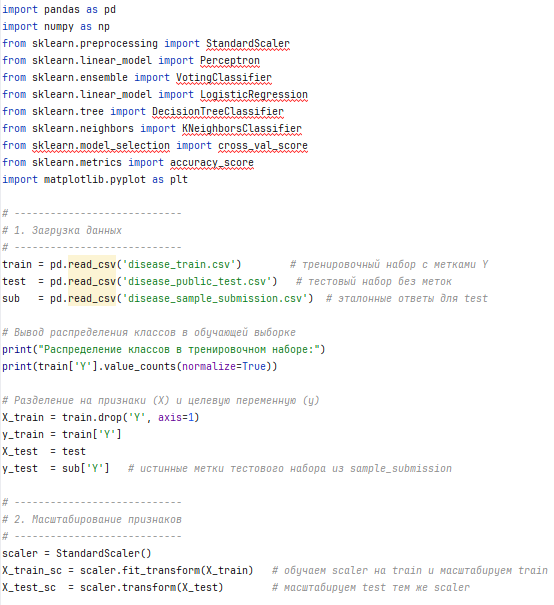 import pandas as pd
import numpy as np
from sklearn.preprocessing import StandardScaler
from sklearn.linear_model import Perceptron
from sklearn.ensemble import VotingClassifier
from sklearn.linear_model import LogisticRegression
from sklearn.tree import DecisionTreeClassifier
from sklearn.neighbors import KNeighborsClassifier
from sklearn.model_selection import cross_val_score
from sklearn.metrics import accuracy_score
import matplotlib.pyplot as plt
# ----------------------------
# 1. Загрузка данных
# ----------------------------
train = pd.read_csv('disease_train.csv')        # тренировочный набор с метками Y
test  = pd.read_csv('disease_public_test.csv')   # тестовый набор без меток
sub   = pd.read_csv('disease_sample_submission.csv')  # эталонные ответы для test
# Вывод распределения классов в обучающей выборке
print("Распределение классов в тренировочном наборе:")
print(train['Y'].value_counts(normalize=True))
# Разделение на признаки (X) и целевую переменную (y)
X_train = train.drop('Y', axis=1)
y_train = train['Y']
X_test  = test
y_test  = sub['Y']   # истинные метки тестового набора из sample_submission
# ----------------------------
# 2. Масштабирование признаков
# ----------------------------
scaler = StandardScaler()
X_train_sc = scaler.fit_transform(X_train)   # обучаем scaler на train и масштабируем train
X_test_sc  = scaler.transform(X_test)        # масштабируем test тем же scaler